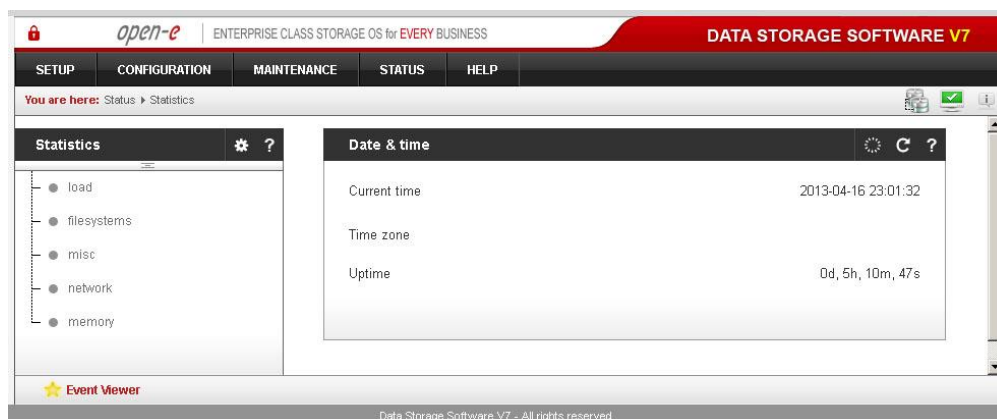 open-e ENTERPRISE CLASS STORAGE OS for EVERY BUSINESS DATA STORAGE SOFTWARE V7
SETUP CONFIGURATION MAINTENANCE STATUS HELP
You are here: Status Statistics
Statistics ?
load
filesystems
misc
network
memory
Date & time ?
Current time 2013-04-16 23:01:32
Time zone
Uptime 0d, 5h, 10m, 47s
Event Viewer
Data Storage Software V7 - All rights reserved